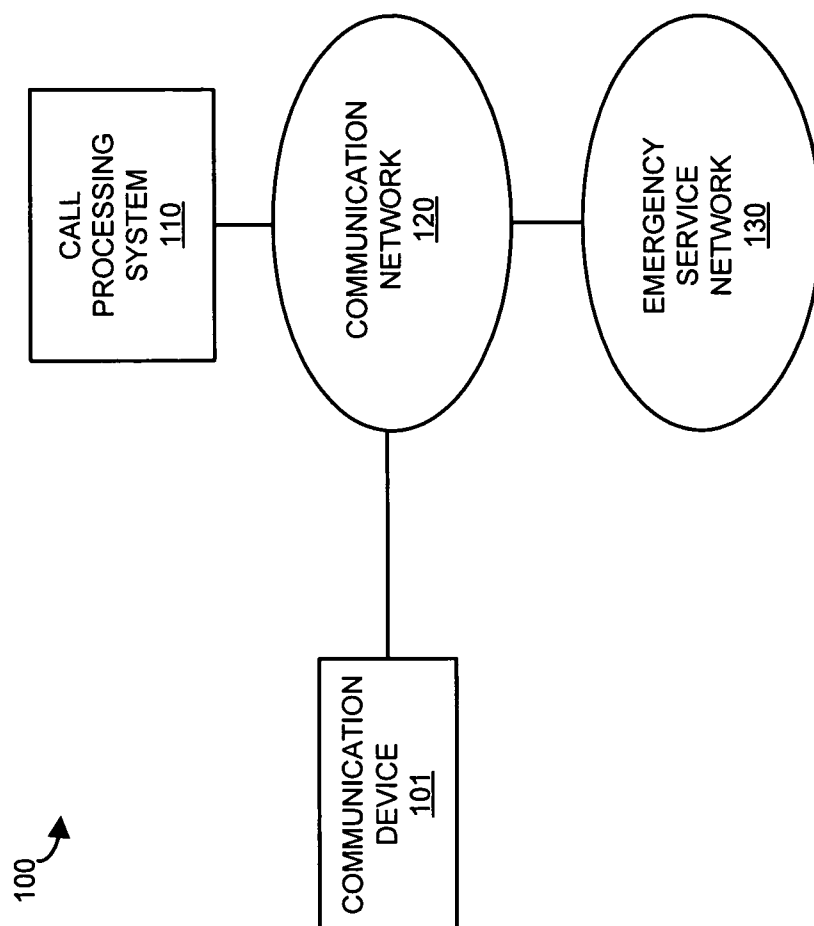 100
COMMUNICATION
DEVICE
101
CALL
PROCESSING
SYSTEM
110
COMMUNICATION
NETWORK
120
EMERGENCY
SERVICE
NETWORK
130